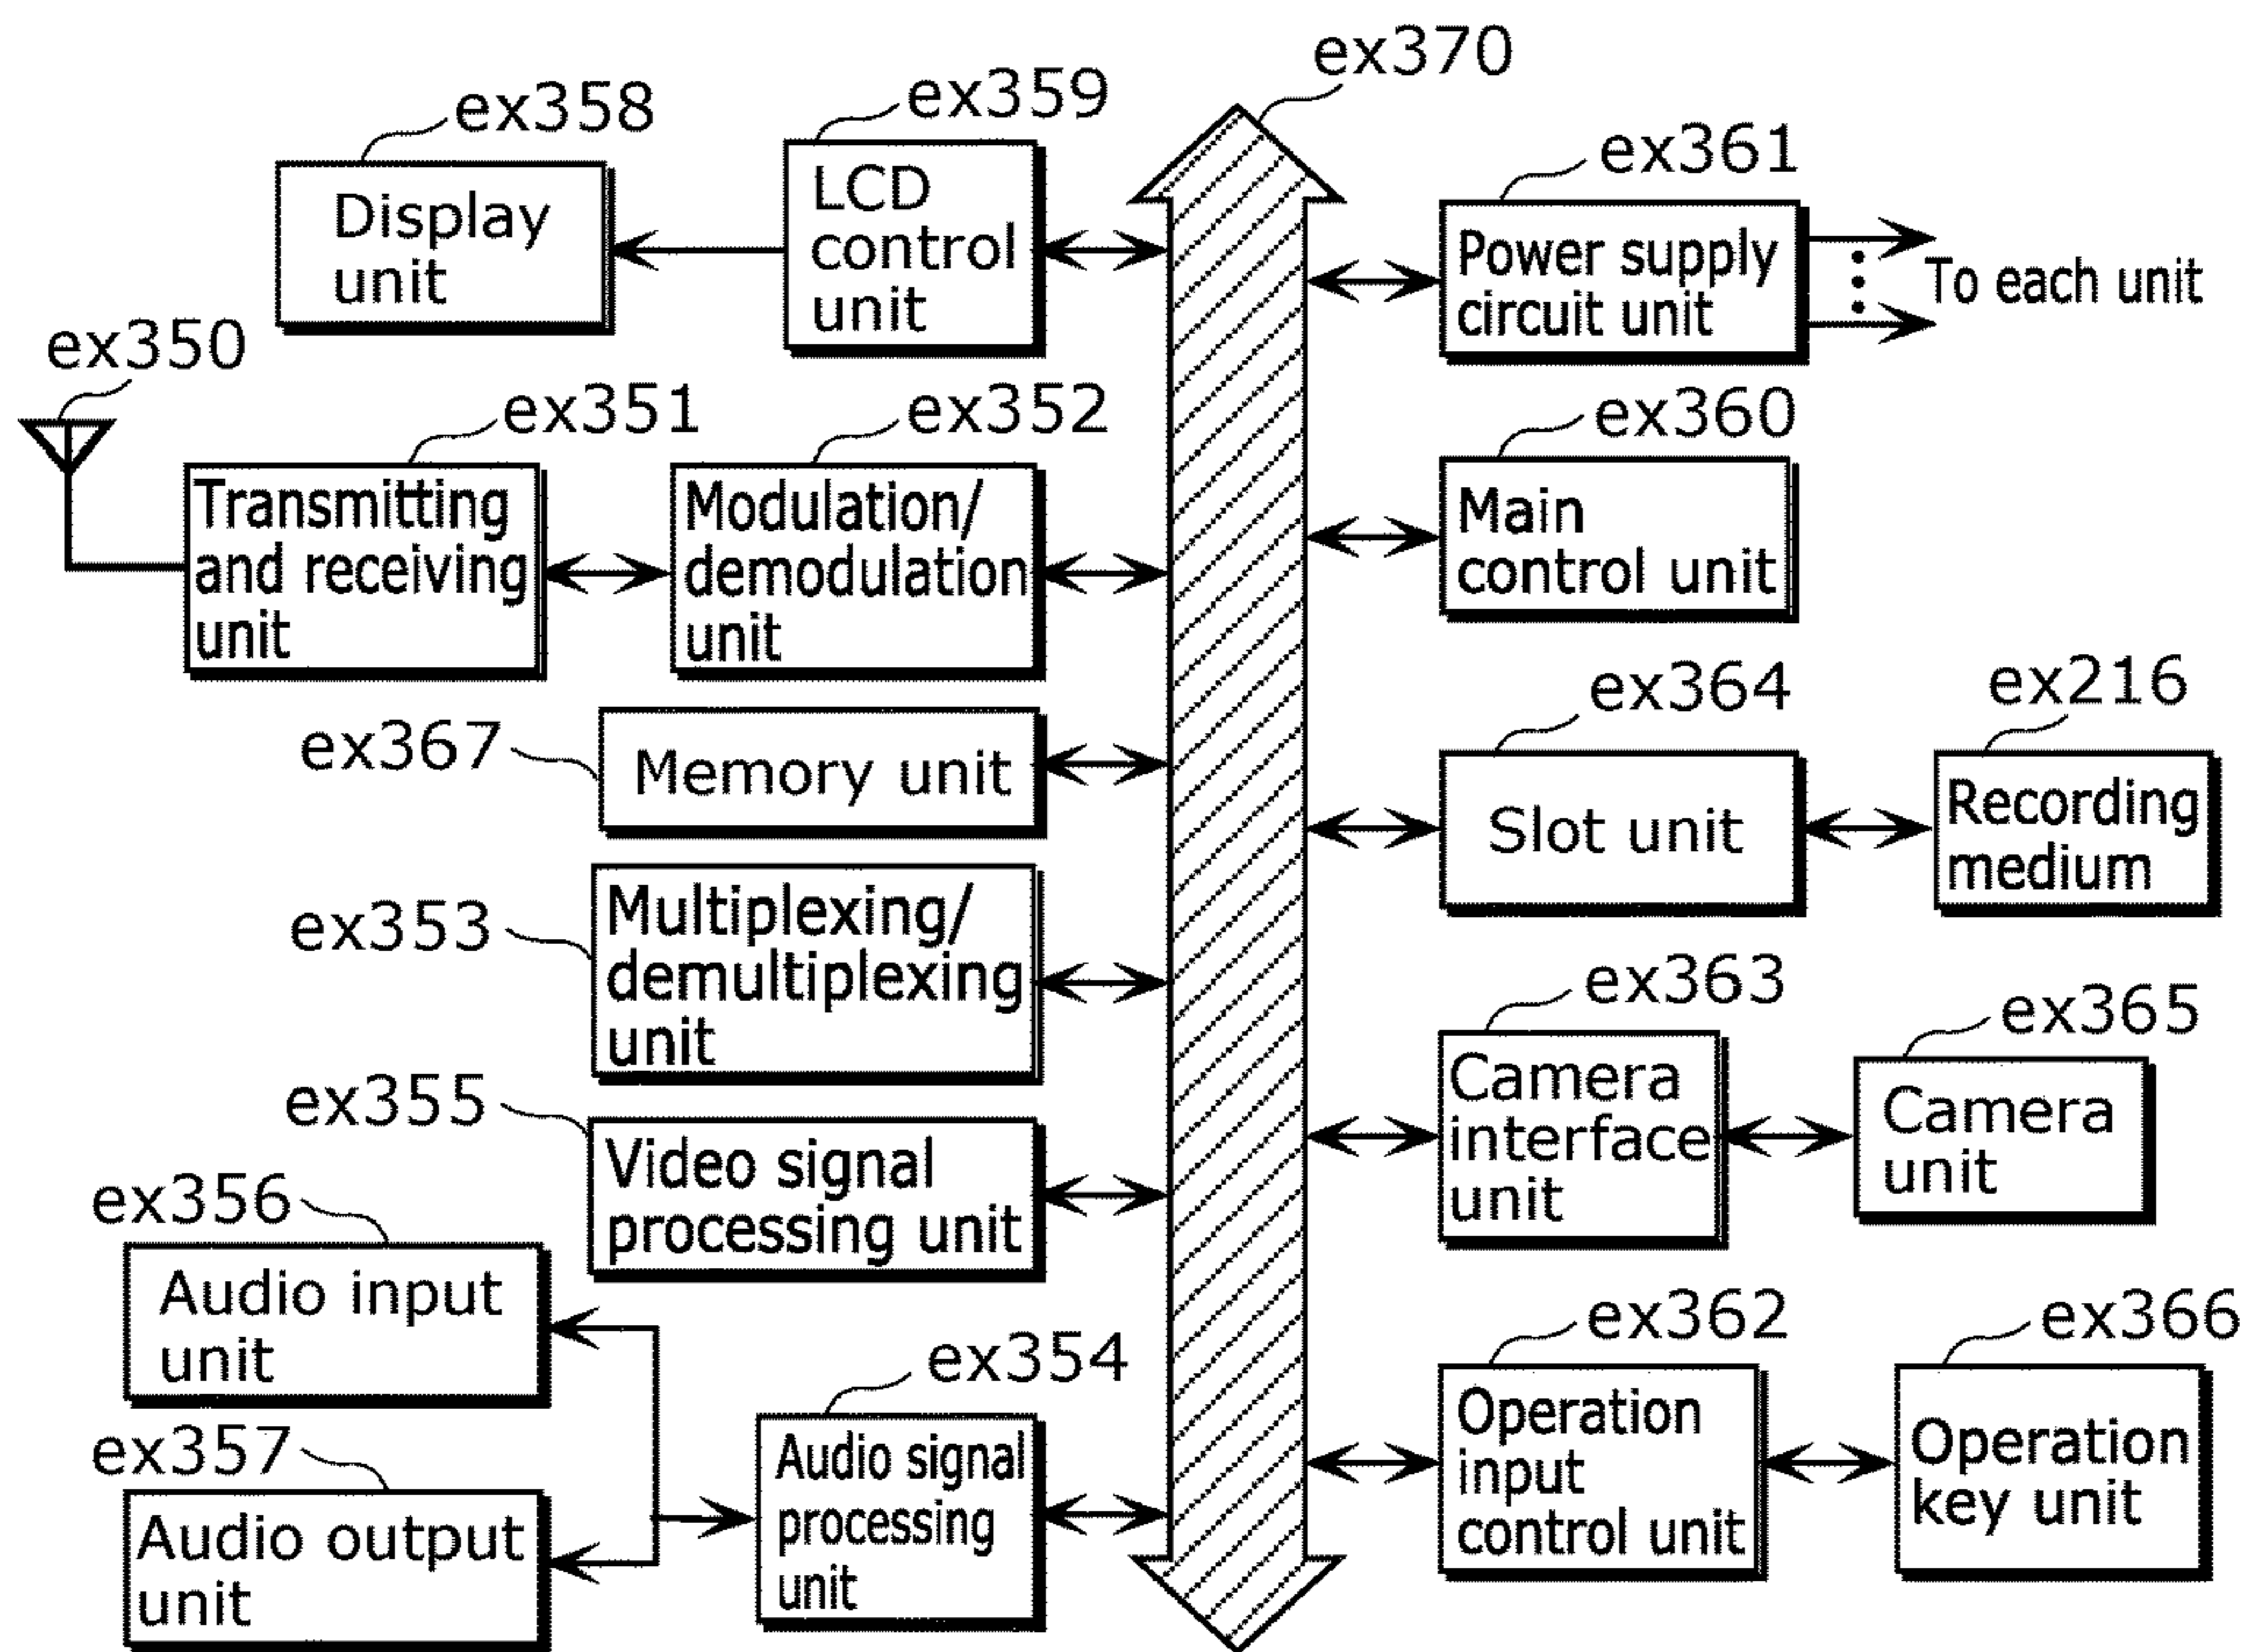 ex370
ex358
ex359
ex361
Display
unit
LCD
control
unit
Power supply
circuit unit
To each unit
ex350
ex351
ex352
ex360
Transmitting
and receiving
unit
Modulation/
demodulation
unit
Main
control unit
ex367
Memory unit
ex364
ex216
Slot unit
Recording
medium
ex353
Multiplexing/
demultiplexing
unit
ex363
ex365
Camera
interface
unit
Camera
unit
ex355
Video signal
processing unit
ex356
Audio input
unit
ex354
ex362
ex366
ex357
Audio output
unit
Audio signal
processing
unit
Operation
input
control unit
Operation
key unit